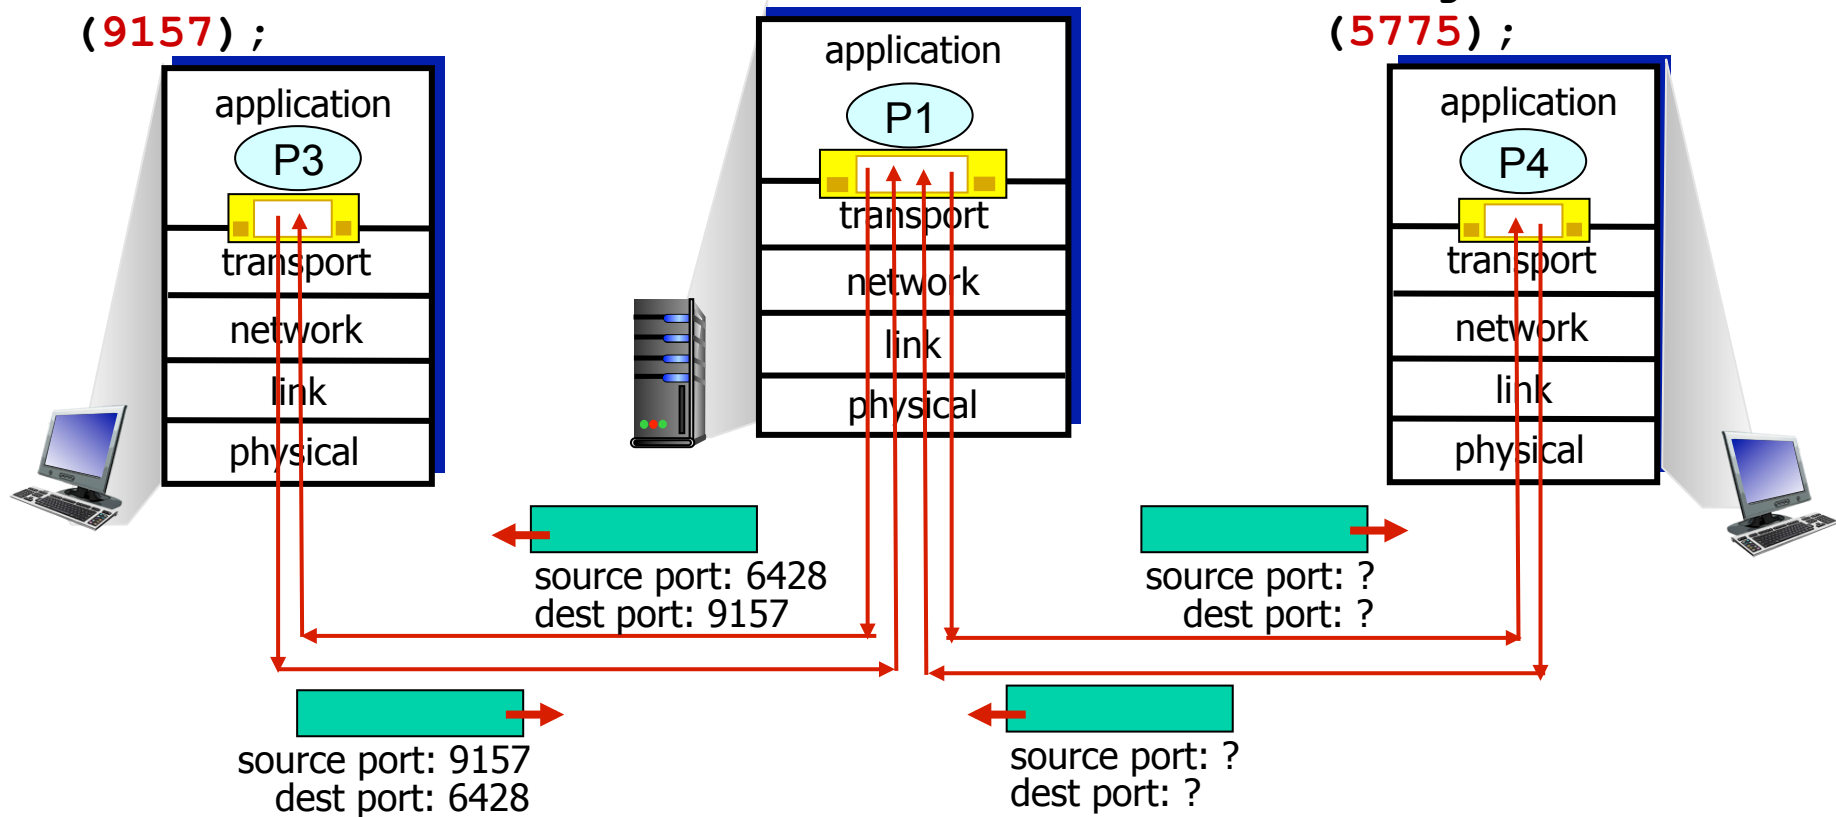 (9157);
(5775);
application
P3
transport
network
link
physical
application
P1
transport
network
link
physical
application
P4
transport
network
link
physical
source port: 6428
dest port: 9157
source port: ?
dest port: ?
source port: 9157
dest port: 6428
source port: ?
dest port: ?